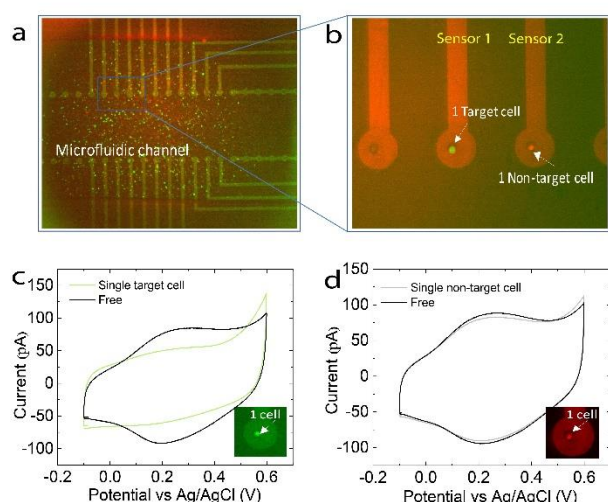 a
b
Sensor 1 Sensor 2
1 Target cell
1 Non-target cell
Microfluidic channel
c
150
100
50
0
-50
-100
Current (pA)
Single target cell
Free
1 cell
0.0 0.2 0.4 0.6
Potential vs Ag/AgCl (V)
d
150
100
50
0
-50
-100
Current (pA)
Single non-target cell
Free
1 cell
-0.2 0.0 0.2 0.4 0.6
Potential vs Ag/AgCl (V)